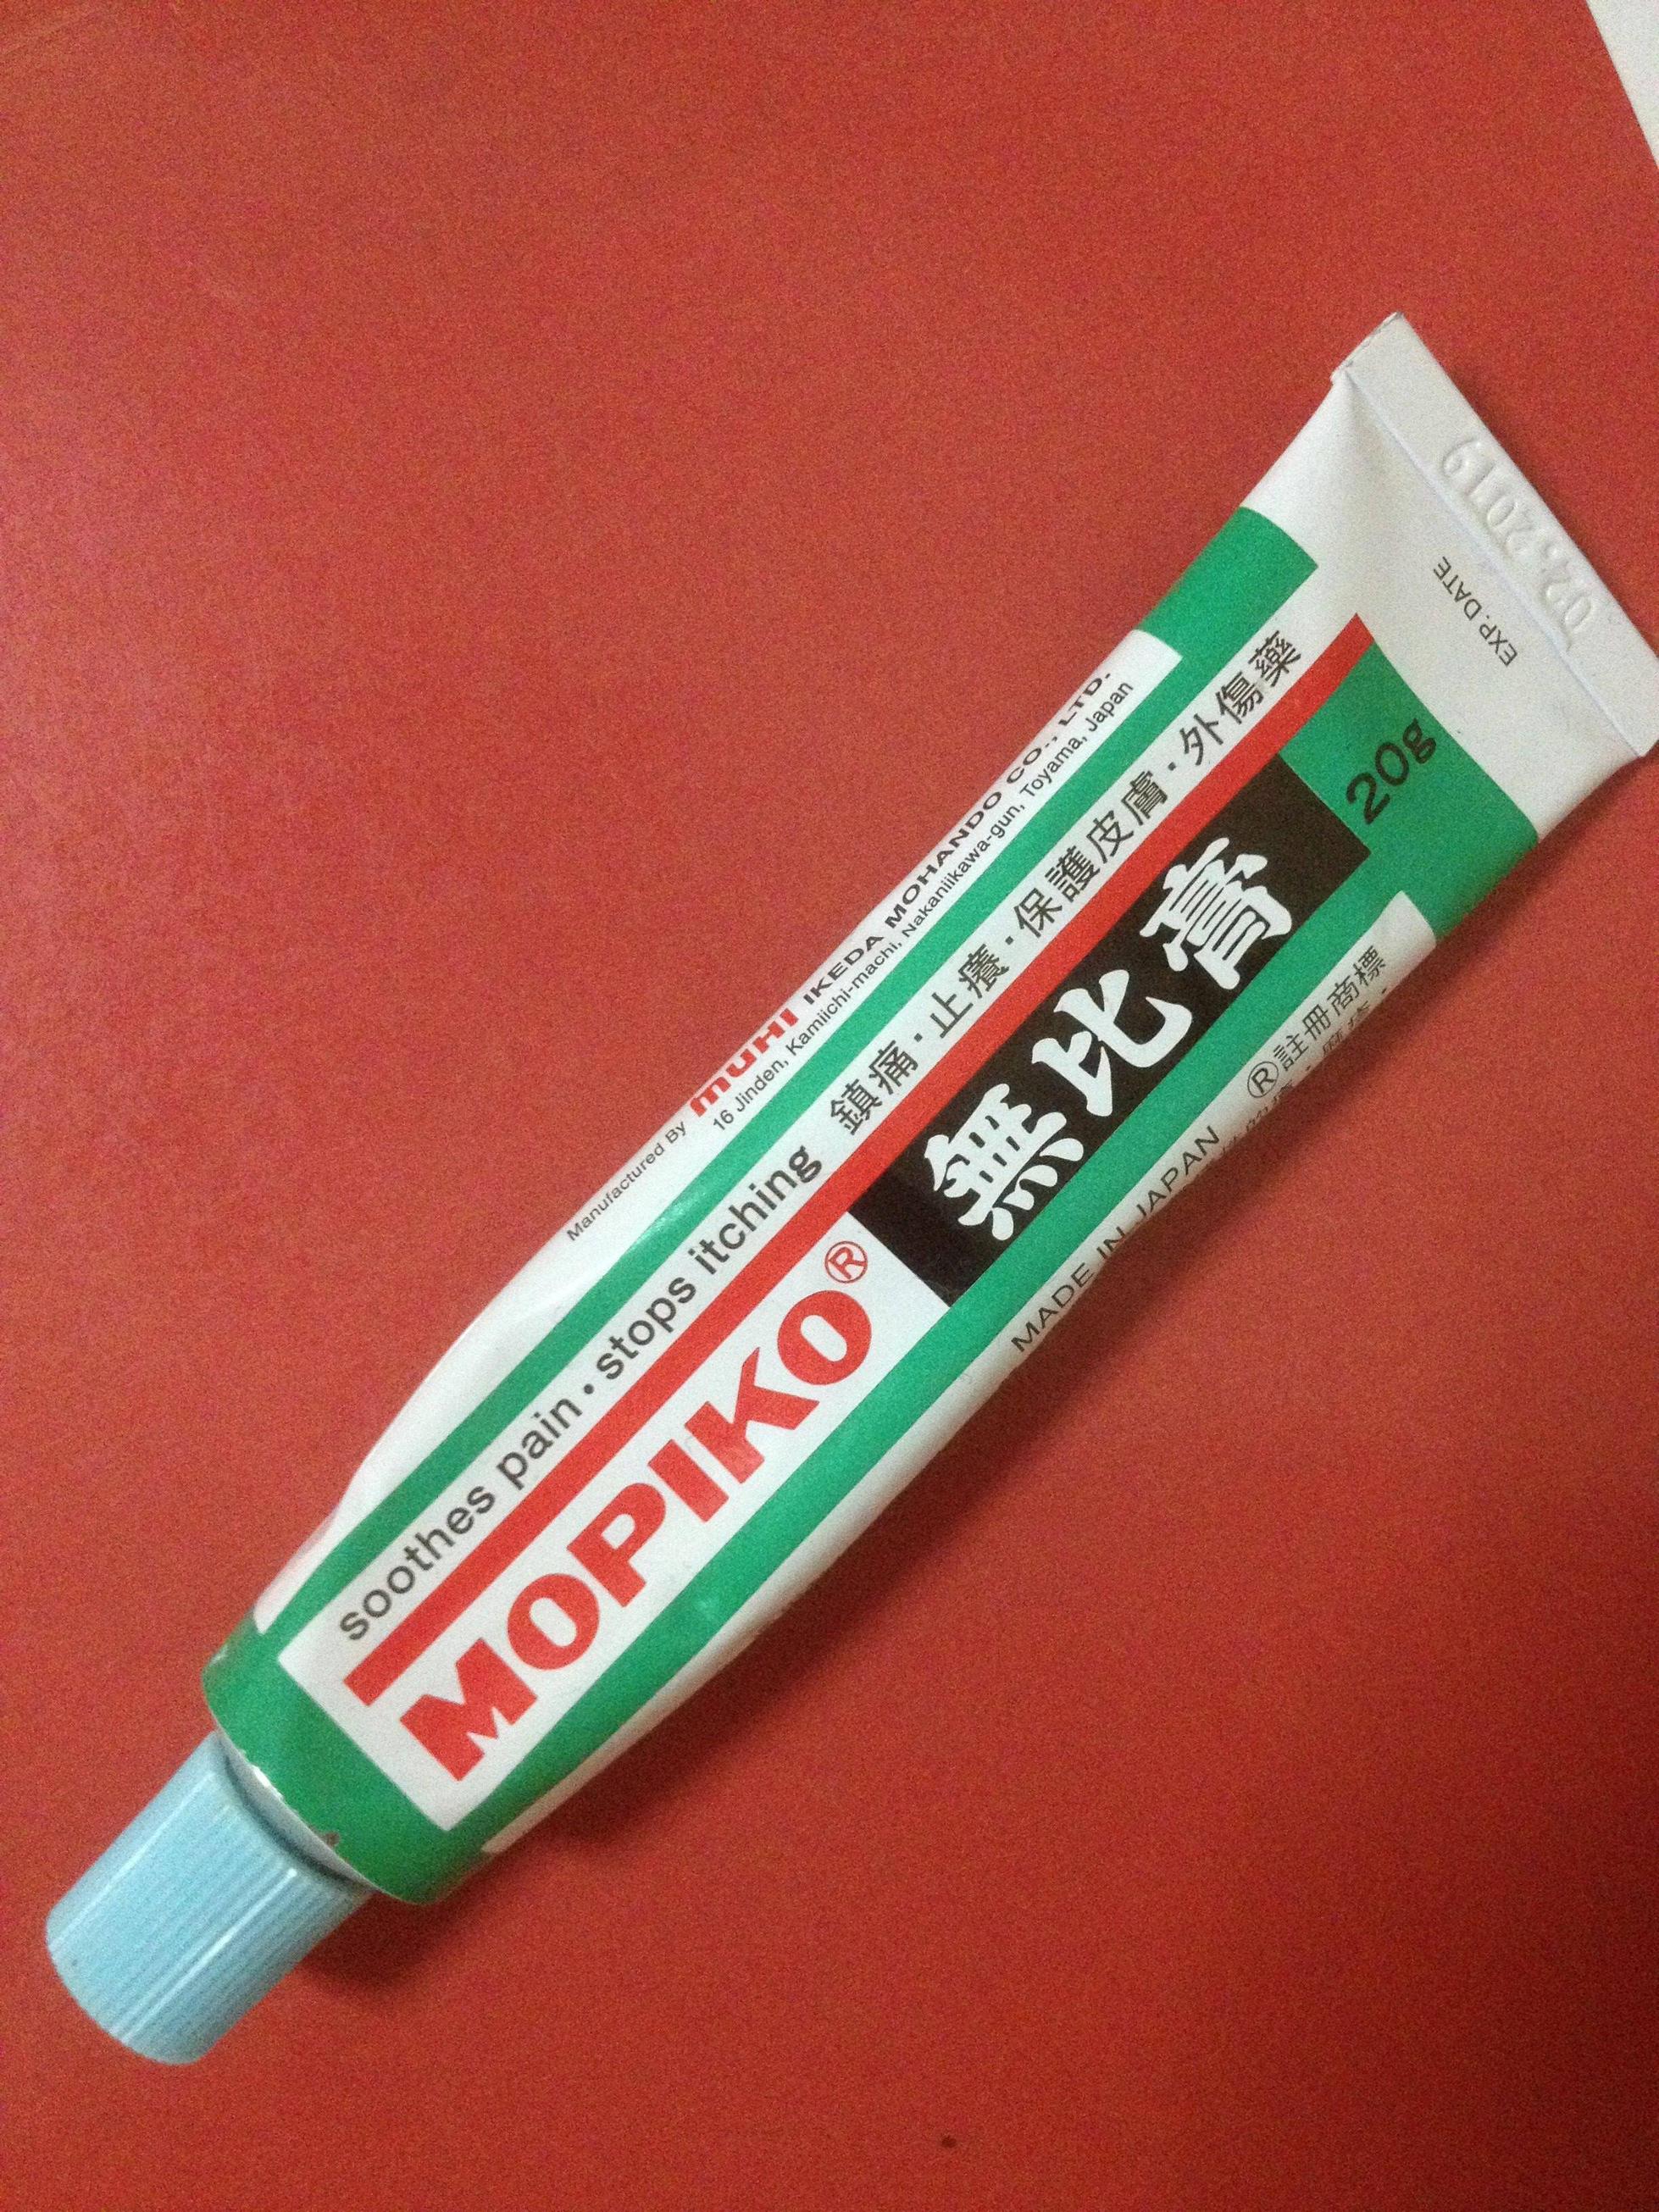 Manufactured By muHI IKEDA MOHANDO CO., LTD.
16 Jinden, Kamiichi-machi, Nakaniikawa-gun, Toyama, Japan
soothes pain・stops itching 鎮痛・止癢・保護皮膚・外傷藥
MOPIKO® 無比膏
20g
MADE IN JAPAN ®註冊商標
EXP. DATE
02.2019